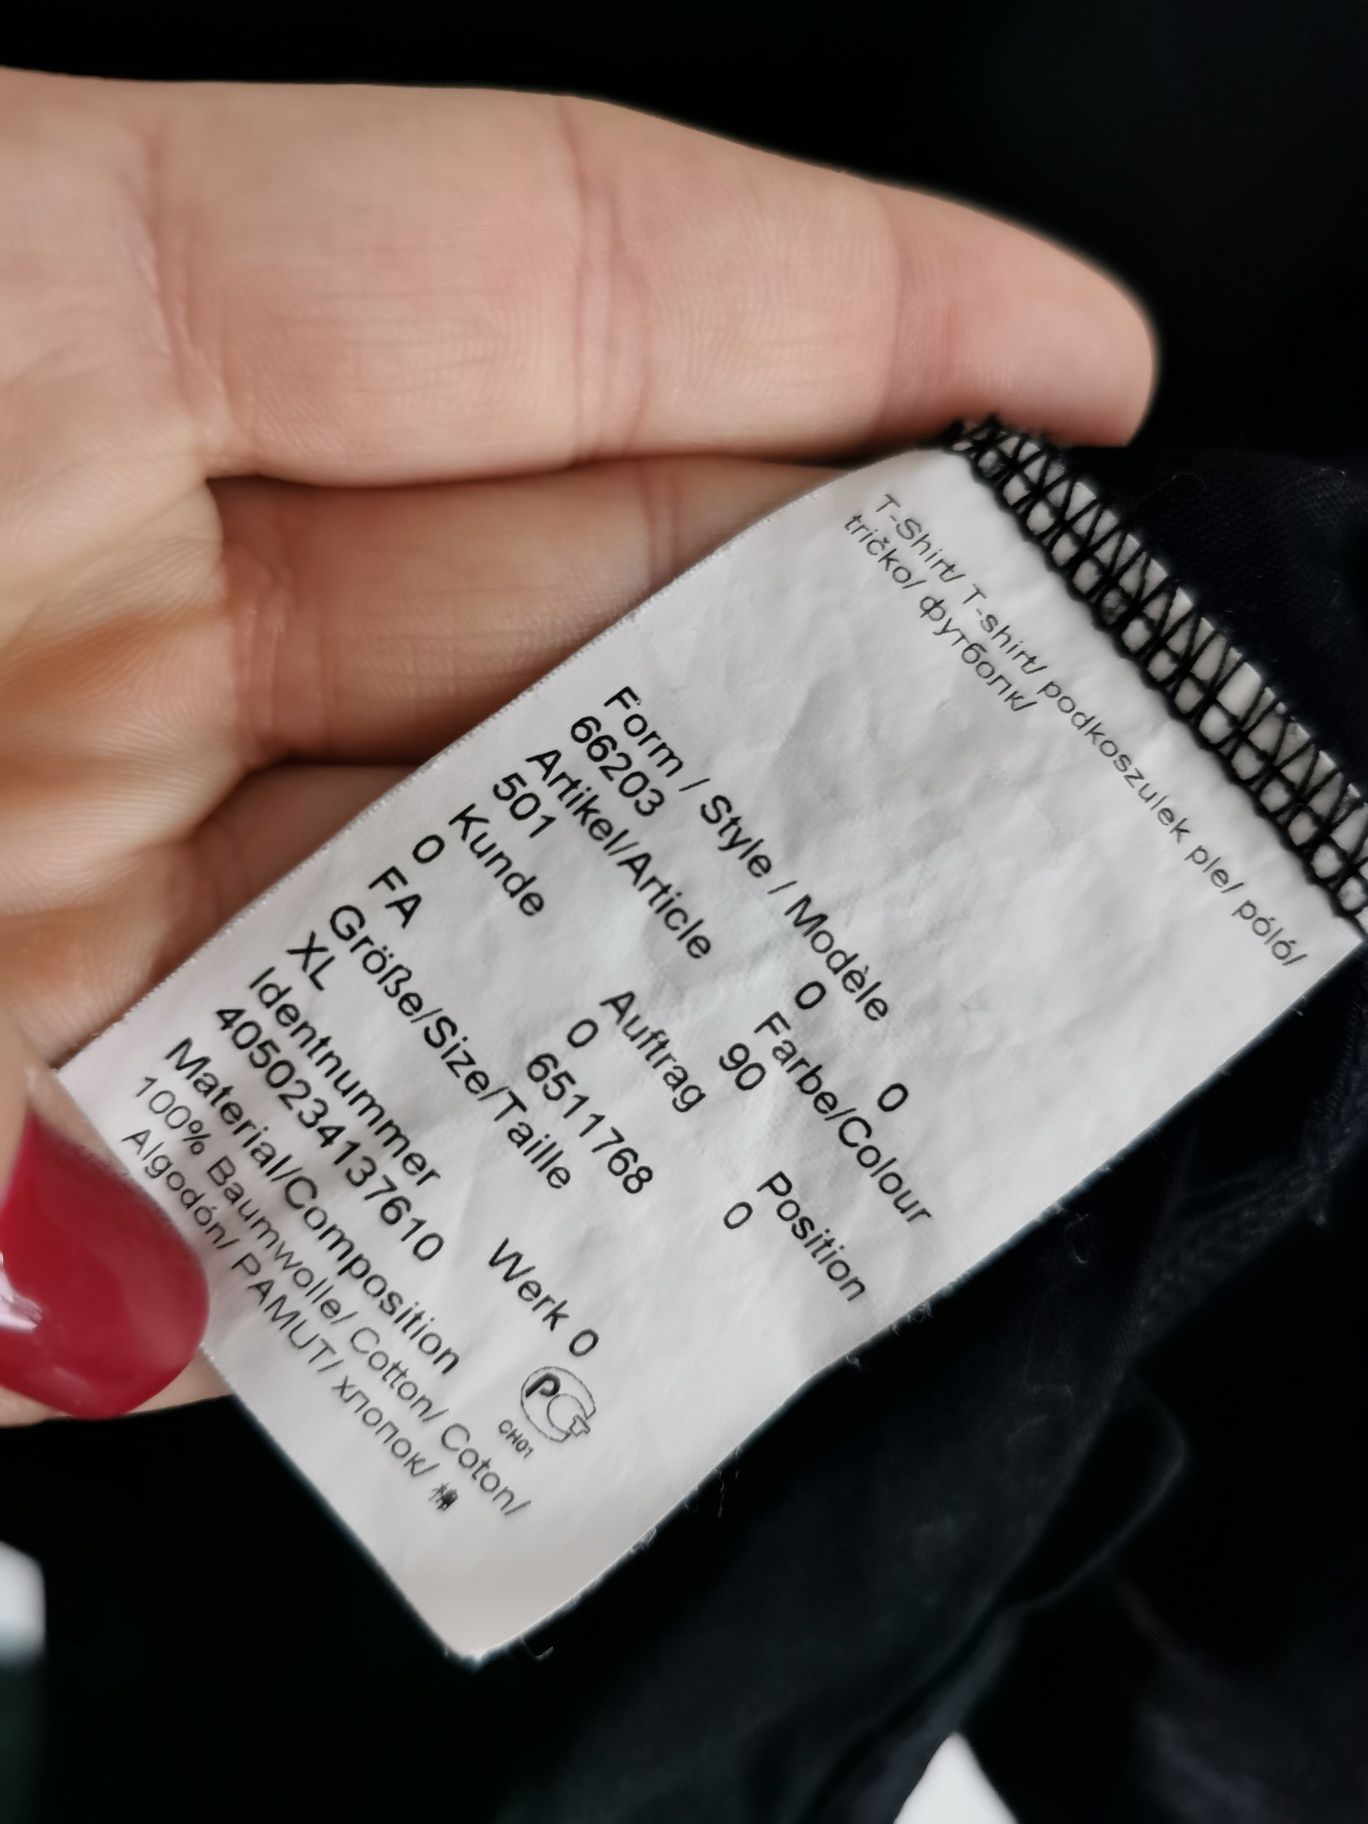 T-Shirt/ T-shirt/ podkoszulek ple/ póló/
tričko/ футболк/
Form / Style / Modèle
66203 0 0
Artikel/Article Farbe/Colour
501 90
Kunde Auftrag Position
0 0 0
FA 6511768
Größe/Size/Taille
XL
Identnummer Werk 0
4050234137610
Material/Composition
100% Baumwolle/ Cotton/ Coton/
Algodón/ PAMUT/ хлопок/ 棉
РСТ
CH01